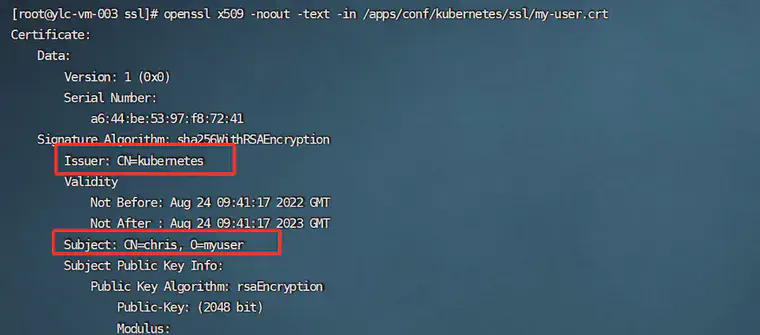 [root@ylc-vm-003 ssl]# openssl x509 -noout -text -in /apps/conf/kubernetes/ssl/my-user.crt
Certificate:
Data:
Version: 1 (0x0)
Serial Number:
a6:44:be:53:97:f8:72:41
Signature Algorithm: sha256WithRSAEncryption
Issuer: CN=kubernetes
Validity
Not Before: Aug 24 09:41:17 2022 GMT
Not After : Aug 24 09:41:17 2023 GMT
Subject: CN=chris, O=myuser
Subject Public Key Info:
Public Key Algorithm: rsaEncryption
Public-Key: (2048 bit)
Modulus: